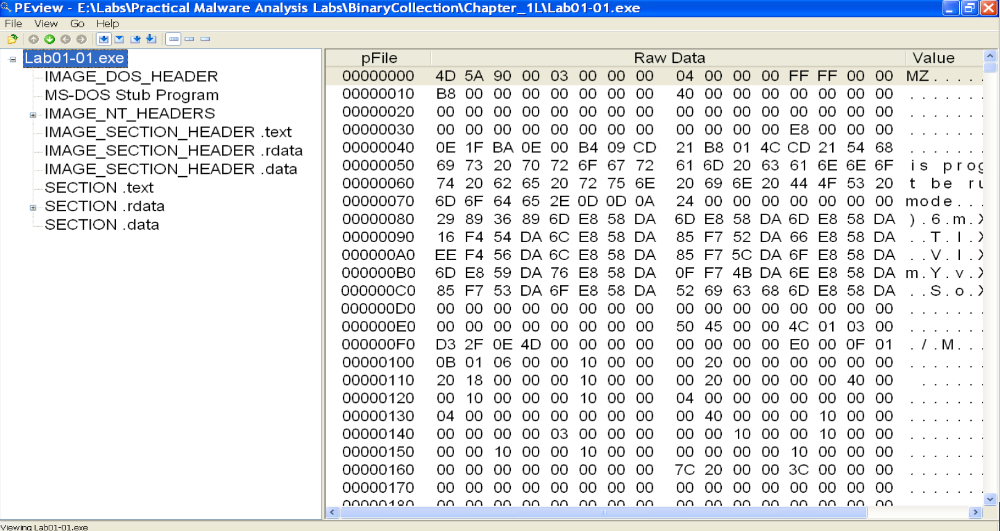 PEview - E:\Labs\Practical Malware Analysis Labs\BinaryCollection\Chapter_1L\Lab01-01.exe
File View Go Help
Lab01-01.exe
IMAGE_DOS_HEADER
MS-DOS Stub Program
IMAGE_NT_HEADERS
IMAGE_SECTION_HEADER .text
IMAGE_SECTION_HEADER .rdata
IMAGE_SECTION_HEADER .data
SECTION .text
SECTION .rdata
SECTION .data
pFile Raw Data Value
00000000 4D 5A 90 00 03 00 00 00 04 00 00 00 FF FF 00 00 MZ.....
00000010 B8 00 00 00 00 00 00 00 40 00 00 00 00 00 00 00 .......
00000020 00 00 00 00 00 00 00 00 00 00 00 00 00 00 00 00 .......
00000030 00 00 00 00 00 00 00 00 00 00 00 00 E8 00 00 00 .......
00000040 0E 1F BA 0E 00 B4 09 CD 21 B8 01 4C CD 21 54 68 .......
00000050 69 73 20 70 72 6F 67 72 61 6D 20 63 61 6E 6E 6F is prog
00000060 74 20 62 65 20 72 75 6E 20 69 6E 20 44 4F 53 20 t be ru
00000070 6D 6F 64 65 2E 0D 0D 0A 24 00 00 00 00 00 00 00 mode...
00000080 29 89 36 89 6D E8 58 DA 6D E8 58 DA 6D E8 58 DA ).6.m.X
00000090 16 F4 54 DA 6C E8 58 DA 85 F7 52 DA 66 E8 58 DA ..T.l.X
000000A0 EE F4 56 DA 6C E8 58 DA 85 F7 5C DA 6F E8 58 DA ..V.l.X
000000B0 6D E8 59 DA 76 E8 58 DA 0F F7 4B DA 6E E8 58 DA m.Y.v.X
000000C0 85 F7 53 DA 6F E8 58 DA 52 69 63 68 6D E8 58 DA ..S.o.X
000000D0 00 00 00 00 00 00 00 00 00 00 00 00 00 00 00 00 .......
000000E0 00 00 00 00 00 00 00 00 50 45 00 00 4C 01 03 00 .......
000000F0 D3 2F 0E 4D 00 00 00 00 00 00 00 00 E0 00 0F 01 ./.M...
00000100 0B 01 06 00 00 10 00 00 00 20 00 00 00 00 00 00 .......
00000110 20 18 00 00 00 10 00 00 00 20 00 00 00 00 40 00 ......
00000120 00 10 00 00 00 10 00 00 04 00 00 00 00 00 00 00 .......
00000130 04 00 00 00 00 00 00 00 00 40 00 00 00 10 00 00 .......
00000140 00 00 00 00 03 00 00 00 00 00 10 00 00 10 00 00 .......
00000150 00 00 10 00 00 10 00 00 00 00 00 00 10 00 00 00 .......
00000160 00 00 00 00 00 00 00 00 7C 20 00 00 3C 00 00 00 .......
00000170 00 00 00 00 00 00 00 00 00 00 00 00 00 00 00 00 .......
00000180 00 00 00 00 00 00 00 00 00 00 00 00 00 00 00 00
Viewing Lab01-01.exe